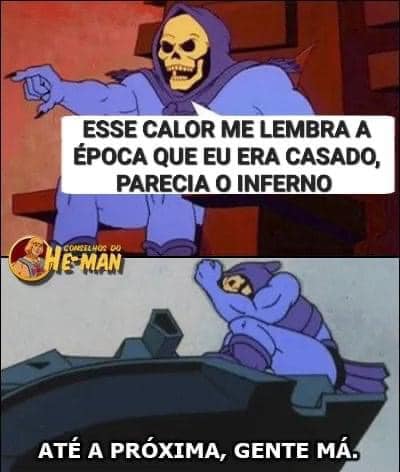 ESSE CALOR ME LEMBRA A
ÉPOCA QUE EU ERA CASADO,
PARECIA O INFERNO
CONSELHOS DO
HE-MAN
ATÉ A PRÓXIMA, GENTE MÁ.